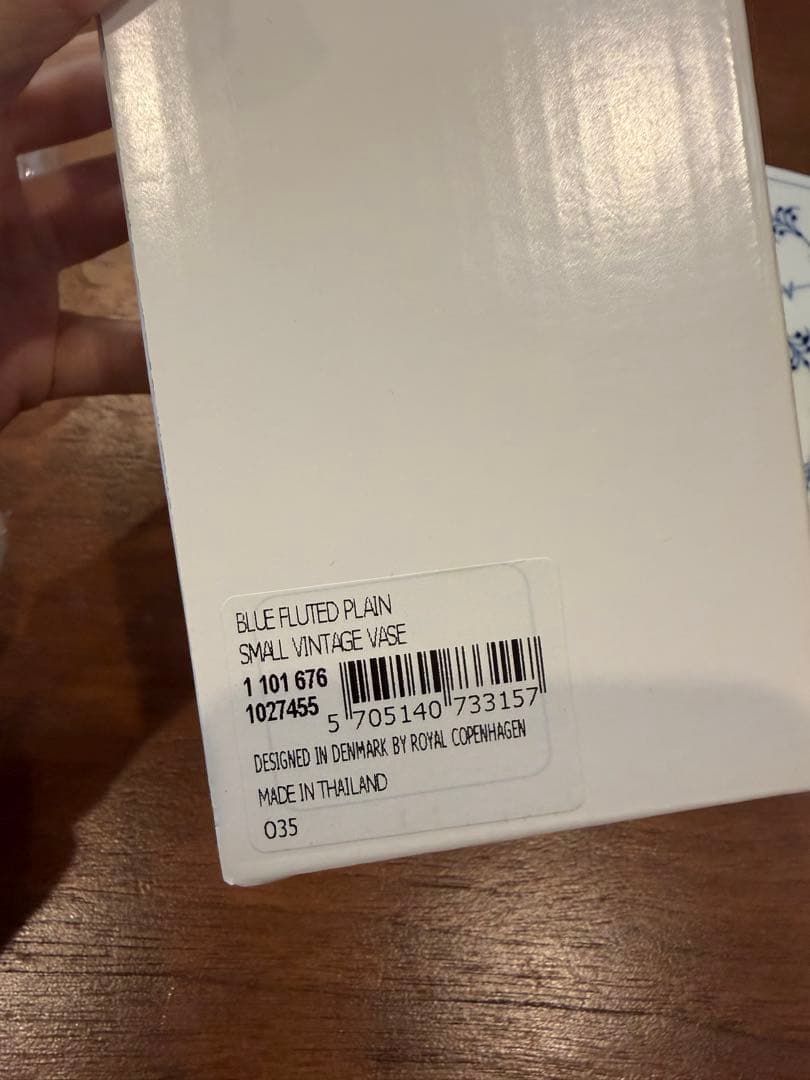 BLUE FLUTED PLAIN
SMALL VINTAGE VASE
1 101 676
1027455
5 705140 733157
DESIGNED IN DENMARK BY ROYAL COPENHAGEN
MADE IN THAILAND
O35